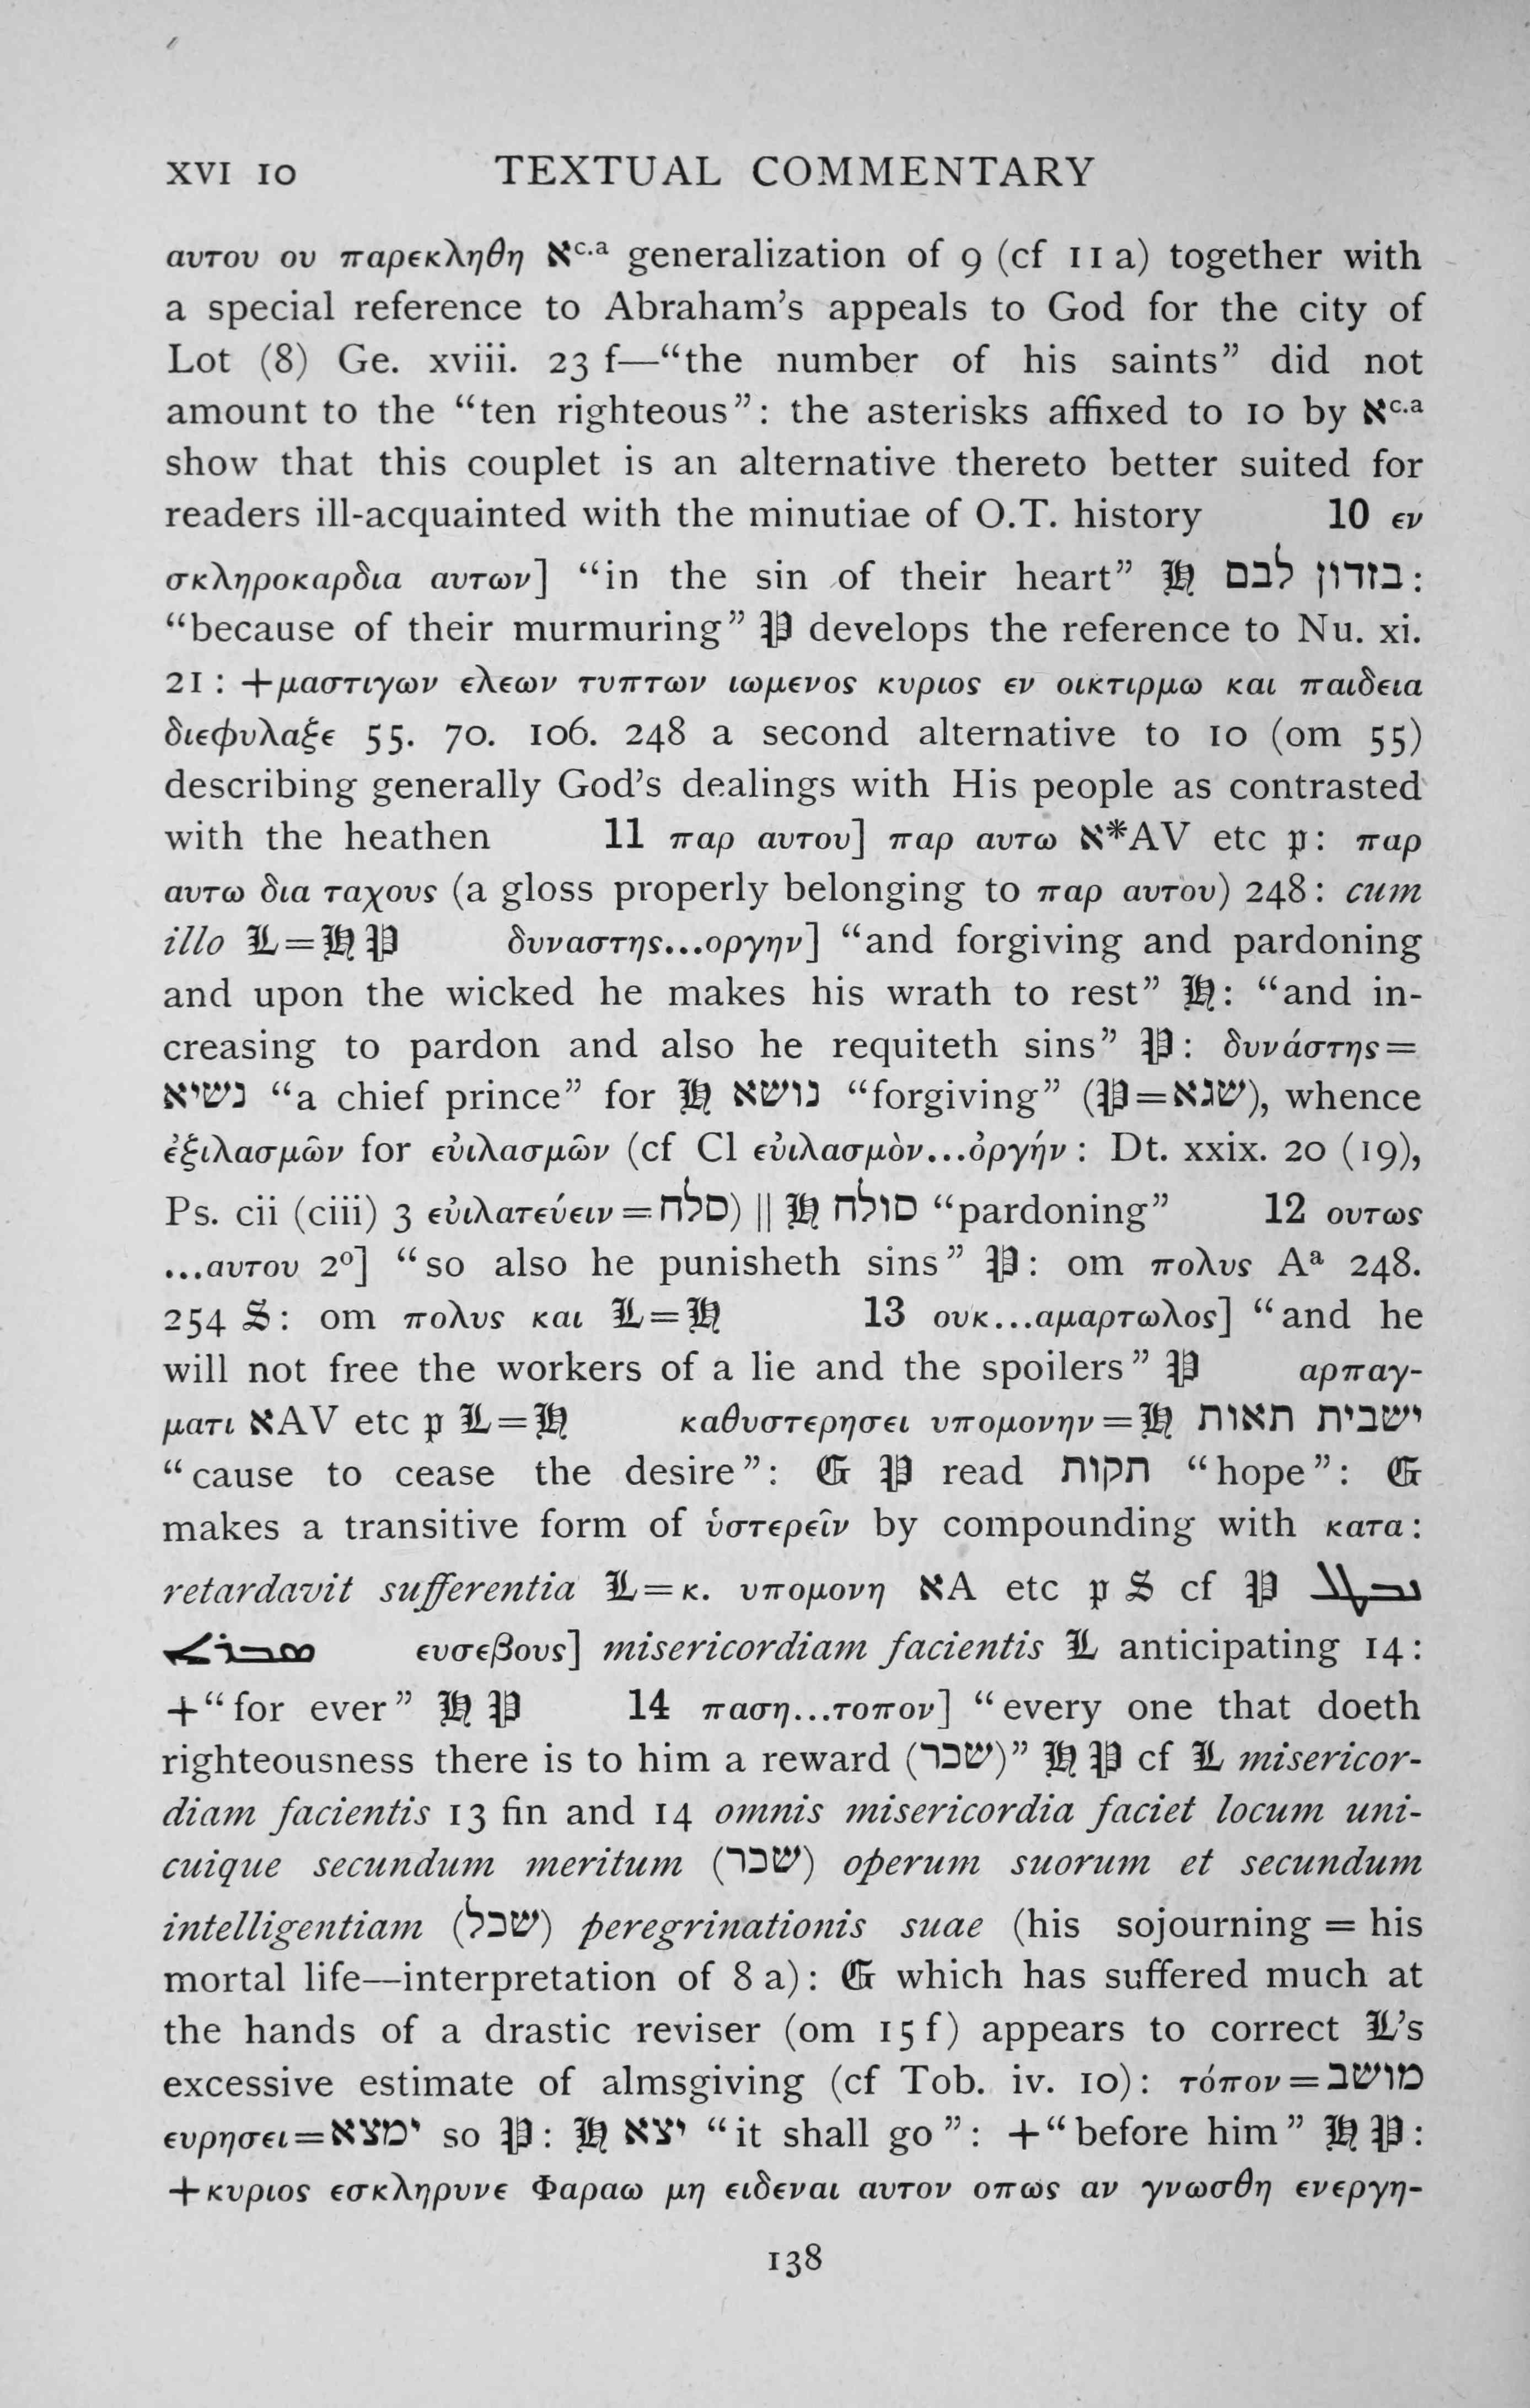 XVI 10 TEXTUAL COMMENTARY
αυτου ου παρεκληθη א^c.a generalization of 9 (cf 11 a) together with
a special reference to Abraham's appeals to God for the city of
Lot (8) Ge. xviii. 23 f—“the number of his saints” did not
amount to the “ten righteous”: the asterisks affixed to 10 by א^c.a
show that this couplet is an alternative thereto better suited for
readers ill-acquainted with the minutiae of O.T. history 10 εν
σκληροκαρδια αυτων] “in the sin of their heart” ℌ בזדון לבם:
“because of their murmuring” 𝔓 develops the reference to Nu. xi.
21 : +μαστιγων ελεων τυπτων ιωμενος κυριος εν οικτιρμω και παιδεια
διεφυλαξε 55. 70. 106. 248 a second alternative to 10 (om 55)
describing generally God's dealings with His people as contrasted
with the heathen 11 παρ αυτου] παρ αυτω א*AV etc 𝔭: παρ
αυτω δια ταχους (a gloss properly belonging to παρ αυτου) 248: cum
illo 𝕃=ℌ 𝔓 δυναστης...οργην] “and forgiving and pardoning
and upon the wicked he makes his wrath to rest” ℌ: “and in-
creasing to pardon and also he requiteth sins” 𝔓: δυνάστης=
נשיא “a chief prince” for ℌ נושא “forgiving” (𝔓=שגא), whence
ἐξιλασμῶν for εὐιλασμῶν (cf Cl εὐιλασμὸν...ὀργήν : Dt. xxix. 20 (19),
Ps. cii (ciii) 3 εὐιλατεύειν=סלח) || ℌ סולח “pardoning” 12 ουτως
...αυτου 2º] “so also he punisheth sins” 𝔓: om πολυς Aª 248.
254 𝕊: om πολυς και 𝕃=ℌ 13 ουκ...αμαρτωλος] “and he
will not free the workers of a lie and the spoilers” 𝔓 αρπαγ-
ματι אAV etc 𝔭 𝕃=ℌ καθυστερησει υπομονην=ℌ ישבית תאות
“cause to cease the desire”: 𝔊 𝔓 read תקות “hope”: 𝔊
makes a transitive form of ὑστερεῖν by compounding with κατα:
retardavit sufferentia 𝕃=κ. υπομονη אA etc 𝔭 𝕊 cf 𝔓
ευσεβους] misericordiam facientis 𝕃 anticipating 14:
+“for ever” ℌ 𝔓 14 παση...τοπον] “every one that doeth
righteousness there is to him a reward (שכר)” ℌ 𝔓 cf 𝕃 misericor-
diam facientis 13 fin and 14 omnis misericordia faciet locum uni-
cuique secundum meritum (שכר) operum suorum et secundum
intelligentiam (שכל) peregrinationis suae (his sojourning = his
mortal life—interpretation of 8 a): 𝔊 which has suffered much at
the hands of a drastic reviser (om 15 f) appears to correct 𝕃's
excessive estimate of almsgiving (cf Tob. iv. 10): τόπον=מושב
ευρησει=ימצא so 𝔓: ℌ יצא “it shall go”: +“before him” ℌ 𝔓:
+κυριος εσκληρυνε Φαραω μη ειδεναι αυτον οπως αν γνωσθη ενεργη-
138